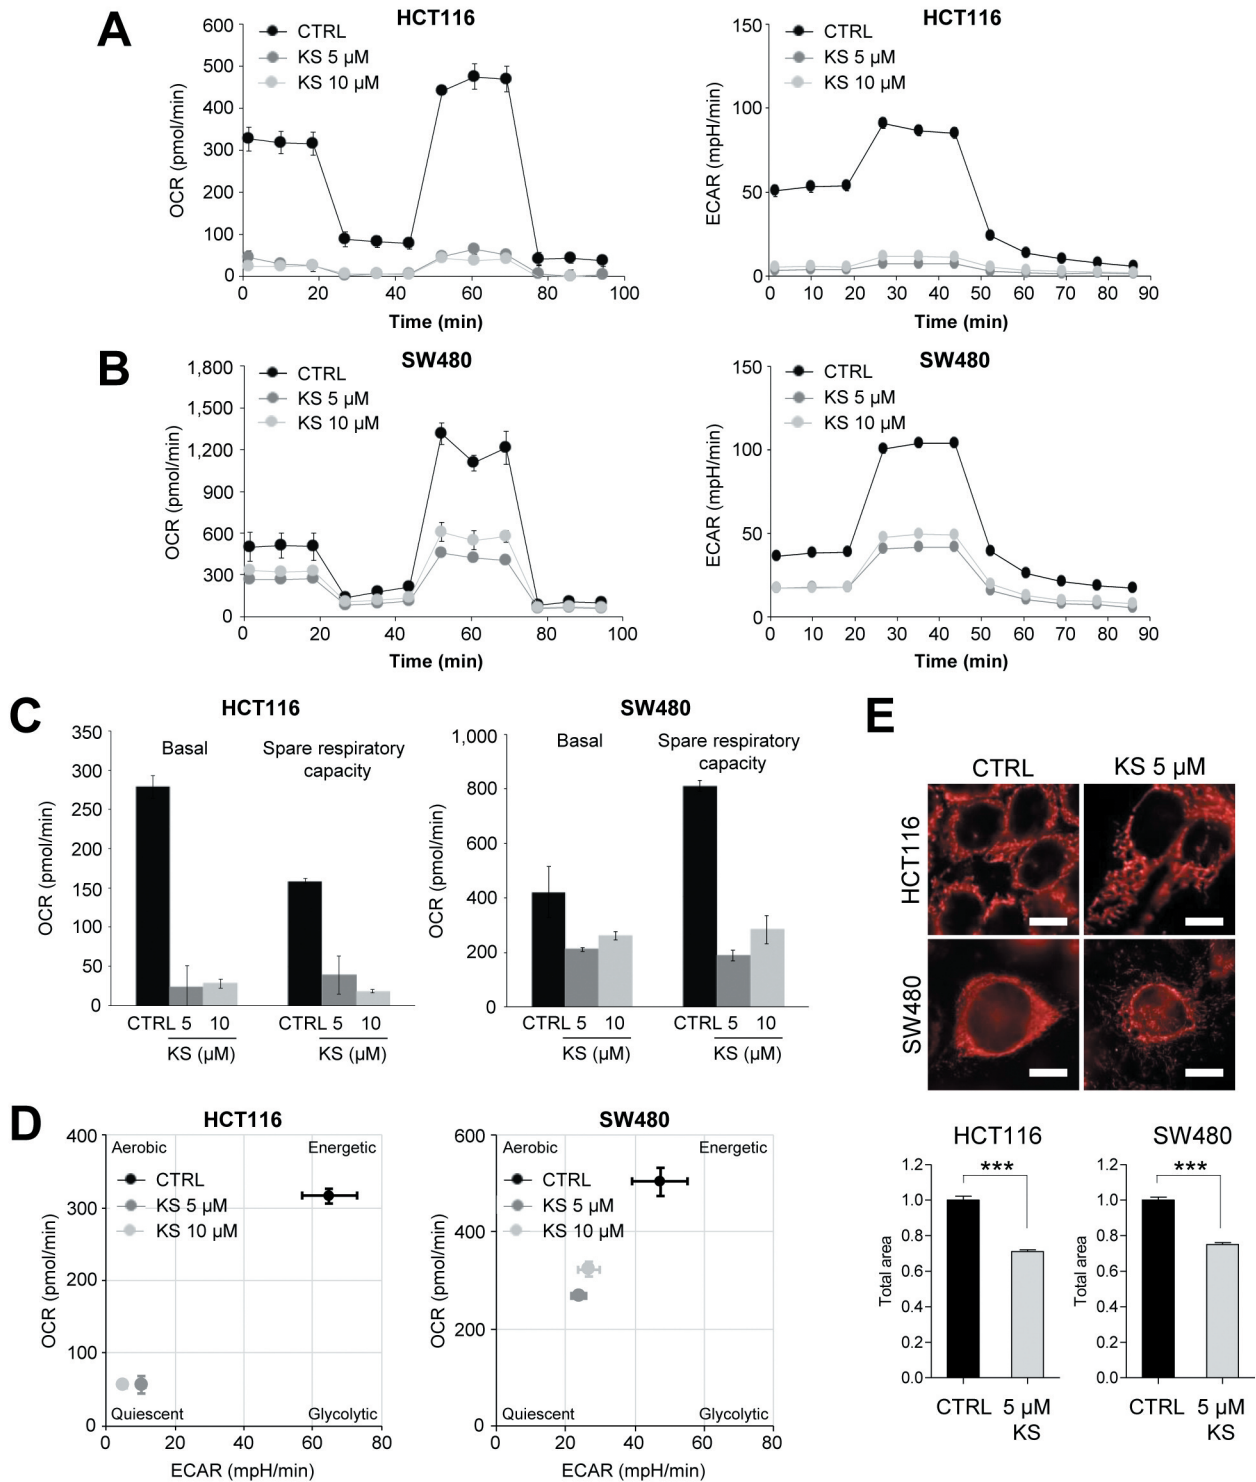 A
HCT116
600
500
400
300
200
100
0
OCR (pmol/min)
CTRL
KS 5 µM
KS 10 µM
0 20 40 60 80 100
Time (min)
HCT116
150
100
50
0
ECAR (mpH/min)
CTRL
KS 5 µM
KS 10 µM
0 10 20 30 40 50 60 70 80 90
Time (min)
B
SW480
1,800
1,500
1,200
900
600
300
0
OCR (pmol/min)
CTRL
KS 5 µM
KS 10 µM
0 20 40 60 80 100
Time (min)
SW480
150
100
50
0
ECAR (mpH/min)
CTRL
KS 5 µM
KS 10 µM
0 10 20 30 40 50 60 70 80 90
Time (min)
C
HCT116
350
300
250
200
150
100
50
0
OCR (pmol/min)
Basal
Spare respiratory
capacity
CTRL 5 10 CTRL 5 10
KS (µM) KS (µM)
SW480
1,000
800
600
400
200
0
OCR (pmol/min)
Basal
Spare respiratory
capacity
CTRL 5 10 CTRL 5 10
KS (µM) KS (µM)
D
HCT116
400
300
200
100
0
OCR (pmol/min)
Aerobic Energetic
CTRL
KS 5 µM
KS 10 µM
Quiescent Glycolytic
0 20 40 60 80
ECAR (mpH/min)
SW480
600
400
200
0
OCR (pmol/min)
Aerobic Energetic
CTRL
KS 5 µM
KS 10 µM
Quiescent Glycolytic
0 20 40 60 80
ECAR (mpH/min)
E
CTRL KS 5 µM
HCT116
SW480
HCT116
1.2
1.0
0.8
0.6
0.4
0.2
0.0
Total area
***
CTRL 5 µM
KS
SW480
1.2
1.0
0.8
0.6
0.4
0.2
0.0
Total area
***
CTRL 5 µM
KS